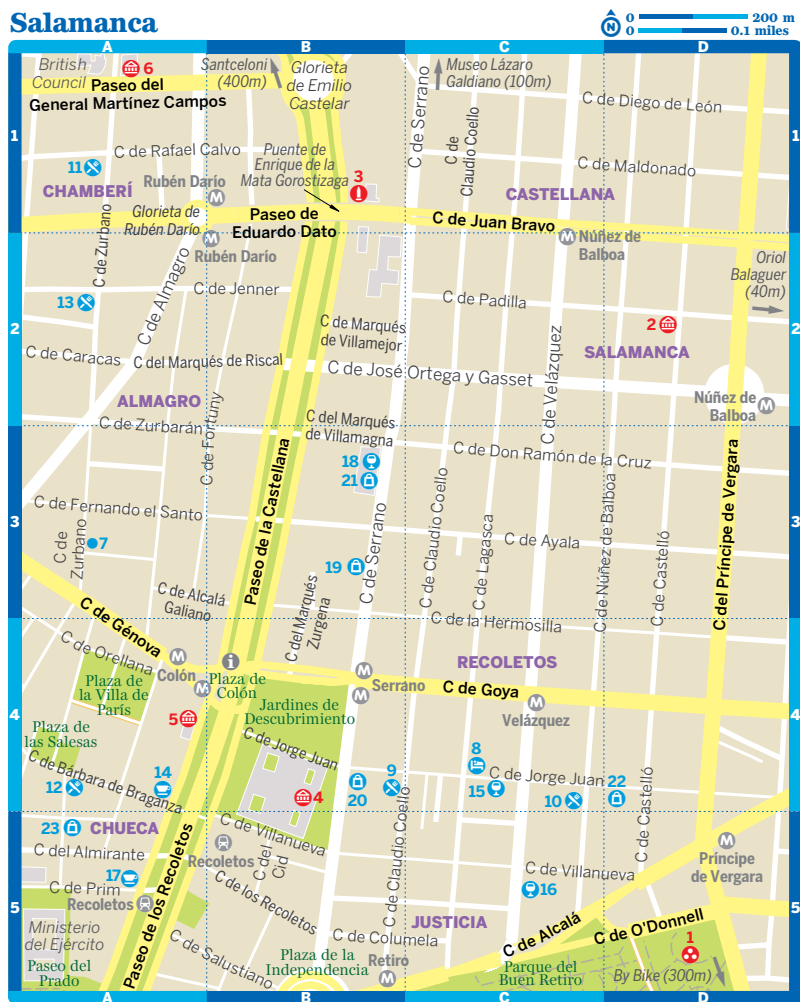 Salamanca
N
0 200 m
0 0.1 miles
A B C D
British
Council
6
Paseo del
General Martínez Campos
Santceloni
(400m)
Glorieta
de Emilio
Castelar
C de Serrano
Museo Lázaro
Galdiano (100m)
C de Diego de León
1 1
C de
Claudio Coello
C de Rafael Calvo
Puente de
Enrique de la
Mata Gorostizaga
C de Maldonado
11
CHAMBERÍ
Rubén Darío
M
3
CASTELLANA
C de Zurbano
Glorieta de
Rubén Darío
Paseo de
Eduardo Dato
C de Juan Bravo
M
Rubén Darío
M
Núñez de
Balboa
Oriol
Balaguer
(40m)
C de Almagro
C de Jenner
13
C de Padilla
2 2
C de Marqués
de Villamejor
2
SALAMANCA
C de Velázquez
C de Caracas
C del Marqués de Riscal
C de José Ortega y Gasset
ALMAGRO
Núñez de
Balboa
M
C de Fortuny
C de Zurbarán
C del Marqués
de Villamagna
C de Don Ramón de la Cruz
18
21
Paseo de la Castellana
C del Príncipe de Vergara
C de Claudio Coello
C de Núñez de Balboa
C de Fernando el Santo
3 3
C de
Zurbano
7
C de Serrano
C de Lagasca
C de Ayala
C de Castelló
19
C de Alcalá
Galiano
C del Marqués
Zurgena
C de Génova
C de la Hermosilla
C de Orellana
M
Colón
M
i
Plaza de
Colón
RECOLETOS
M
Serrano
M
C de Goya
Plaza de
la Villa de
París
Jardines de
Descubrimiento
M
Velázquez
4 4
5
Plaza de
las Salesas
C de Jorge Juan
8
C de Jorge Juan
C de Bárbara de Braganza
12
14
4
20
9
15
10
22
C de Castelló
23
CHUECA
C de Villanueva
C de Claudio Coello
M
Príncipe
de Vergara
C del Almirante
Recoletos
C del
Cid
C de Villanueva
17
C de Prim
Recoletos
Paseo de los Recoletos
C de los Recoletos
16
5 5
Ministerio
del Ejército
JUSTICIA
C de Alcalá
C de O'Donnell
C de Columela
1
Paseo del
Prado
C de Salustiano
Plaza de la
Independencia
Retiro
M
Parque del
Buen Retiro
By Bike (300m)
A B C D